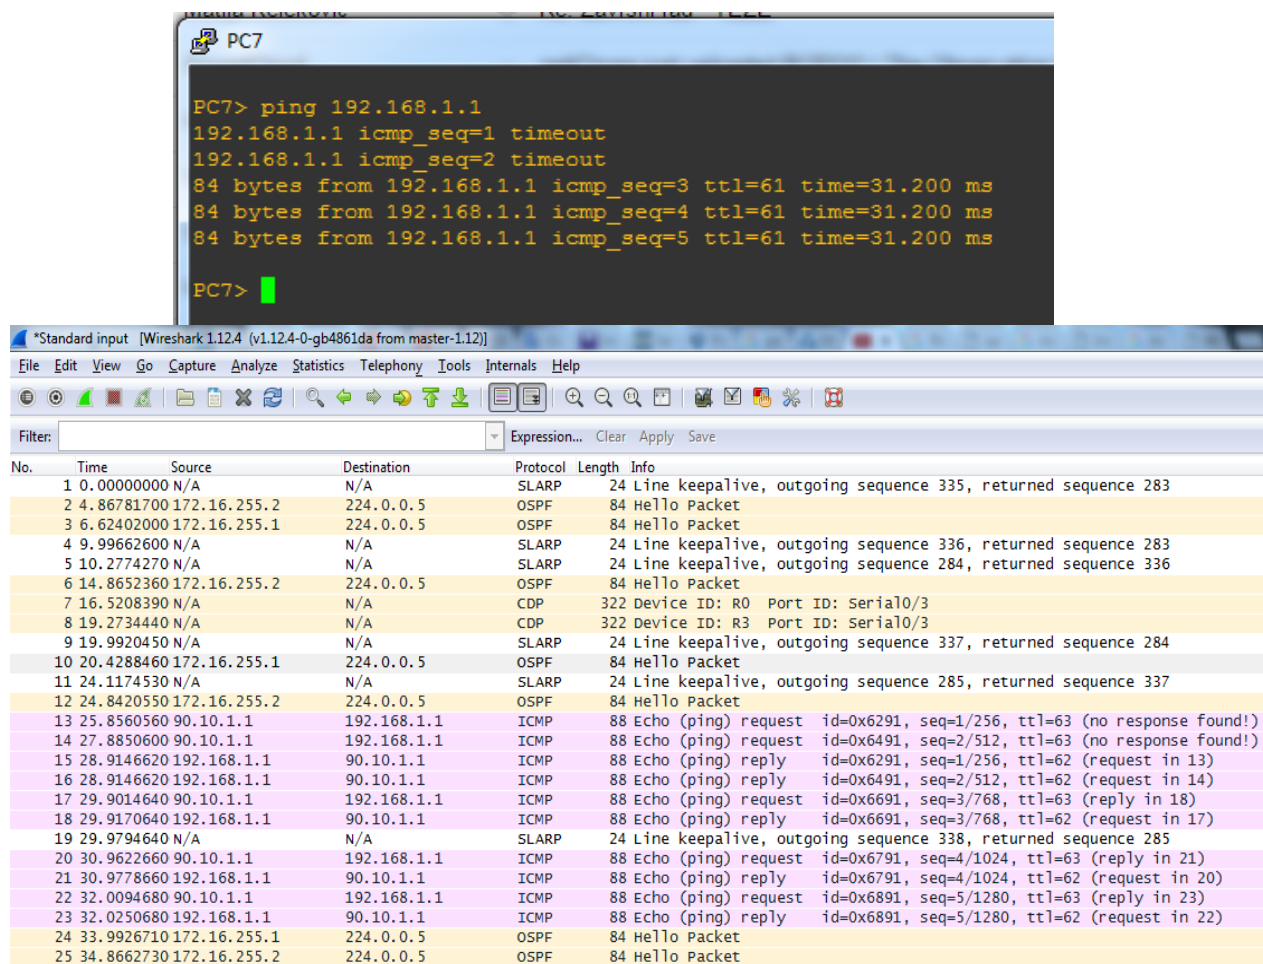 PC7
PC7> ping 192.168.1.1
192.168.1.1 icmp_seq=1 timeout
192.168.1.1 icmp_seq=2 timeout
84 bytes from 192.168.1.1 icmp_seq=3 ttl=61 time=31.200 ms
84 bytes from 192.168.1.1 icmp_seq=4 ttl=61 time=31.200 ms
84 bytes from 192.168.1.1 icmp_seq=5 ttl=61 time=31.200 ms
PC7>
*Standard input [Wireshark 1.12.4 (v1.12.4-0-gb4861da from master-1.12)]
File Edit View Go Capture Analyze Statistics Telephony Tools Internals Help
Filter: Expression... Clear Apply Save
No. Time Source Destination Protocol Length Info
1 0.00000000 N/A N/A SLARP 24 Line keepalive, outgoing sequence 335, returned sequence 283
2 4.86781700 172.16.255.2 224.0.0.5 OSPF 84 Hello Packet
3 6.62402000 172.16.255.1 224.0.0.5 OSPF 84 Hello Packet
4 9.99662600 N/A N/A SLARP 24 Line keepalive, outgoing sequence 336, returned sequence 283
5 10.2774270 N/A N/A SLARP 24 Line keepalive, outgoing sequence 284, returned sequence 336
6 14.8652360 172.16.255.2 224.0.0.5 OSPF 84 Hello Packet
7 16.5208390 N/A N/A CDP 322 Device ID: R0 Port ID: Serial0/3
8 19.2734440 N/A N/A CDP 322 Device ID: R3 Port ID: Serial0/3
9 19.9920450 N/A N/A SLARP 24 Line keepalive, outgoing sequence 337, returned sequence 284
10 20.4288460 172.16.255.1 224.0.0.5 OSPF 84 Hello Packet
11 24.1174530 N/A N/A SLARP 24 Line keepalive, outgoing sequence 285, returned sequence 337
12 24.8420550 172.16.255.2 224.0.0.5 OSPF 84 Hello Packet
13 25.8560560 90.10.1.1 192.168.1.1 ICMP 88 Echo (ping) request id=0x6291, seq=1/256, ttl=63 (no response found!)
14 27.8850600 90.10.1.1 192.168.1.1 ICMP 88 Echo (ping) request id=0x6491, seq=2/512, ttl=63 (no response found!)
15 28.9146620 192.168.1.1 90.10.1.1 ICMP 88 Echo (ping) reply id=0x6291, seq=1/256, ttl=62 (request in 13)
16 28.9146620 192.168.1.1 90.10.1.1 ICMP 88 Echo (ping) reply id=0x6491, seq=2/512, ttl=62 (request in 14)
17 29.9014640 90.10.1.1 192.168.1.1 ICMP 88 Echo (ping) request id=0x6691, seq=3/768, ttl=63 (reply in 18)
18 29.9170640 192.168.1.1 90.10.1.1 ICMP 88 Echo (ping) reply id=0x6691, seq=3/768, ttl=62 (request in 17)
19 29.9794640 N/A N/A SLARP 24 Line keepalive, outgoing sequence 338, returned sequence 285
20 30.9622660 90.10.1.1 192.168.1.1 ICMP 88 Echo (ping) request id=0x6791, seq=4/1024, ttl=63 (reply in 21)
21 30.9778660 192.168.1.1 90.10.1.1 ICMP 88 Echo (ping) reply id=0x6791, seq=4/1024, ttl=62 (request in 20)
22 32.0094680 90.10.1.1 192.168.1.1 ICMP 88 Echo (ping) request id=0x6891, seq=5/1280, ttl=63 (reply in 23)
23 32.0250680 192.168.1.1 90.10.1.1 ICMP 88 Echo (ping) reply id=0x6891, seq=5/1280, ttl=62 (request in 22)
24 33.9926710 172.16.255.1 224.0.0.5 OSPF 84 Hello Packet
25 34.8662730 172.16.255.2 224.0.0.5 OSPF 84 Hello Packet